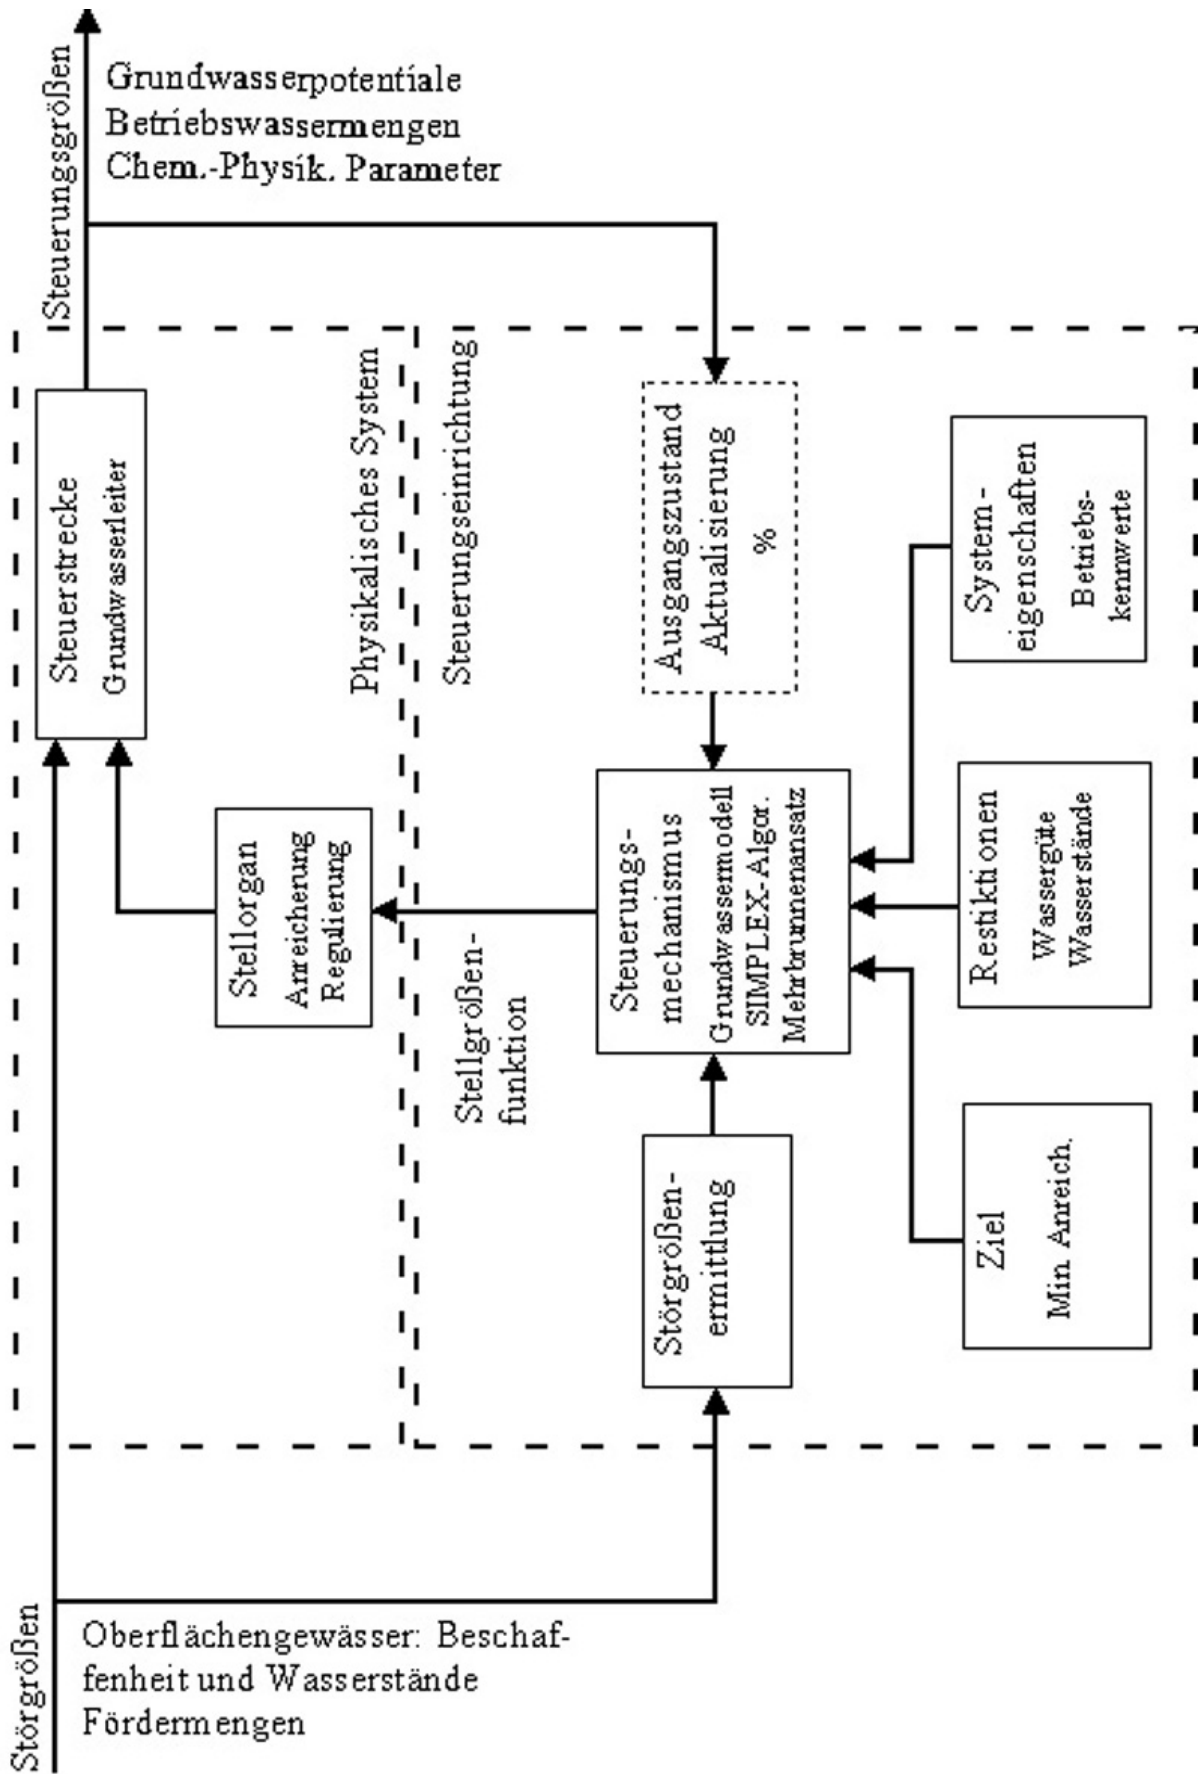 Steuerungsgrößen
Grundwasserpotentiale
Betriebswassermengen
Chem.-Physik. Parameter
Steuerstrecke
Grundwasserleiter
Physikalisches System
Steuerungseinrichtung
Ausgangszustand
Aktualisierung
%
System-
eigenschaften
Betriebs-
kennwerte
Stellorgan
Anreicherung
Regulierung
Stellgrößen-
funktion
Steuerungs-
mechanismus
Grundwassermodell
SIMPLEX-Algor.
Mehrbrunnenansatz
Restiktionen
Wassergüte
Wasserstände
Störgrößen-
ermittlung
Ziel
Min. Anreich.
Störgrößen
Oberflächengewässer: Beschaf-
fenheit und Wasserstände
Fördermengen